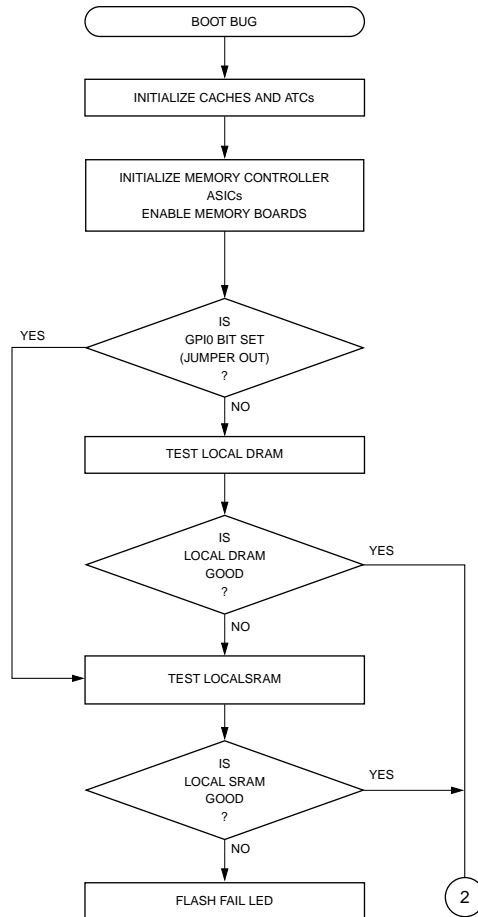 BOOT BUG
INITIALIZE CACHES AND ATCs
INITIALIZE MEMORY CONTROLLER
ASICs
ENABLE MEMORY BOARDS
IS
GPI0 BIT SET
(JUMPER OUT)
?
YES
NO
TEST LOCAL DRAM
IS
LOCAL DRAM
GOOD
?
YES
NO
TEST LOCALSRAM
IS
LOCAL SRAM
GOOD
?
YES
NO
FLASH FAIL LED
2